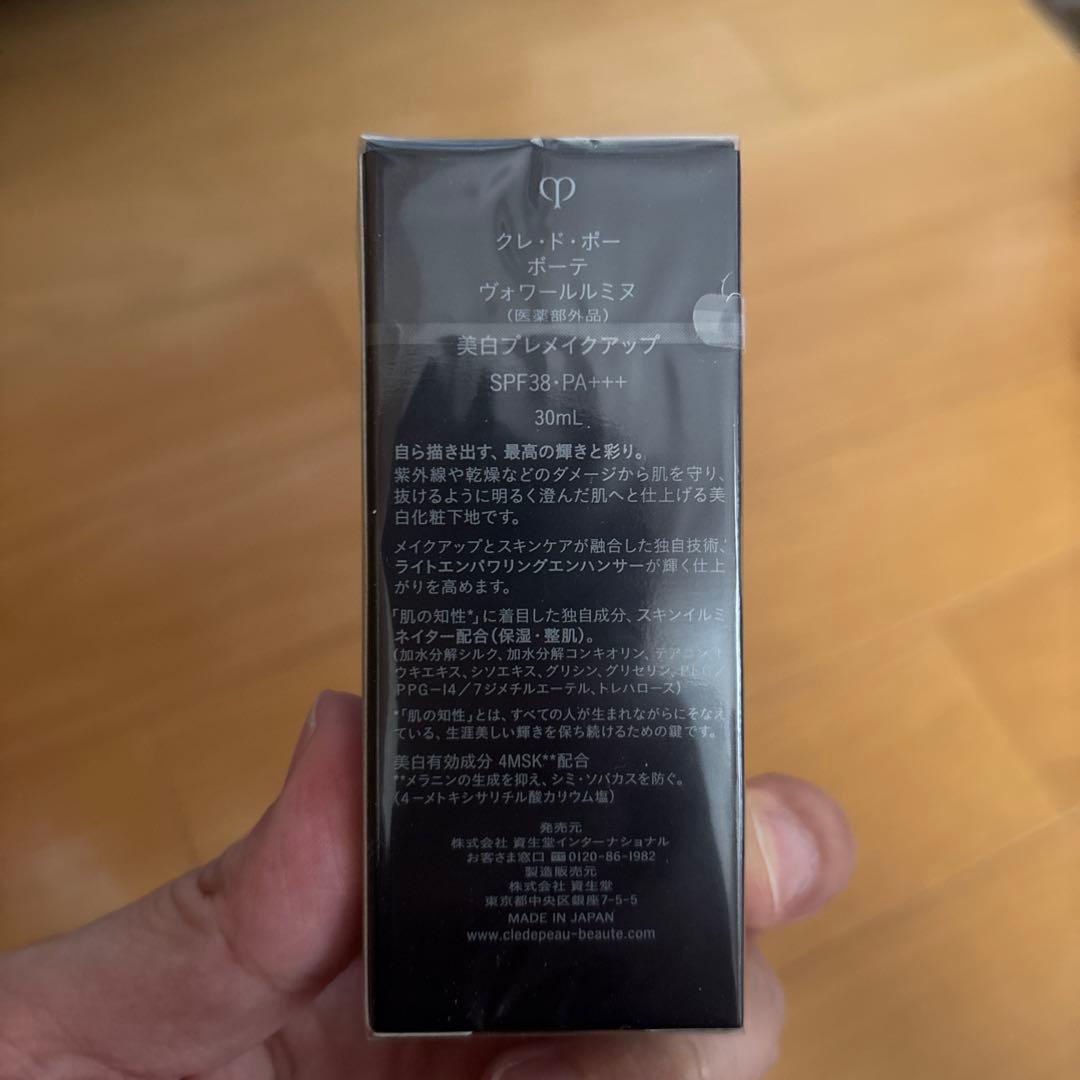 クレ・ド・ポー
ボーテ
ヴォワールルミヌ
(医薬部外品)
美白プレメイクアップ
SPF38・PA+++
30mL
自ら描き出す、最高の輝きと彩り。
紫外線や乾燥などのダメージから肌を守り、
抜けるように明るく澄んだ肌へと仕上げる美
白化粧下地です。
メイクアップとスキンケアが融合した独自技術、
ライトエンパワリングエンハンサーが輝く仕上
がりを高めます。
「肌の知性*」に着目した独自成分、スキンイルミ
ネイター配合(保湿・整肌)。
(加水分解シルク、加水分解コンキオリン、テアニン、ト
ウキエキス、シソエキス、グリシン、グリセリン、PEG/
PPG-14/7ジメチルエーテル、トレハロース)
*「肌の知性」とは、すべての人が生まれながらにそなえ
ている、生涯美しい輝きを保ち続けるための鍵です。
美白有効成分 4MSK**配合
**メラニンの生成を抑え、シミ・ソバカスを防ぐ。
(4-メトキシサリチル酸カリウム塩)
発売元
株式会社 資生堂インターナショナル
お客さま窓口 0120-86-1982
製造販売元
株式会社 資生堂
東京都中央区銀座7-5-5
MADE IN JAPAN
www.cledepeau-beaute.com